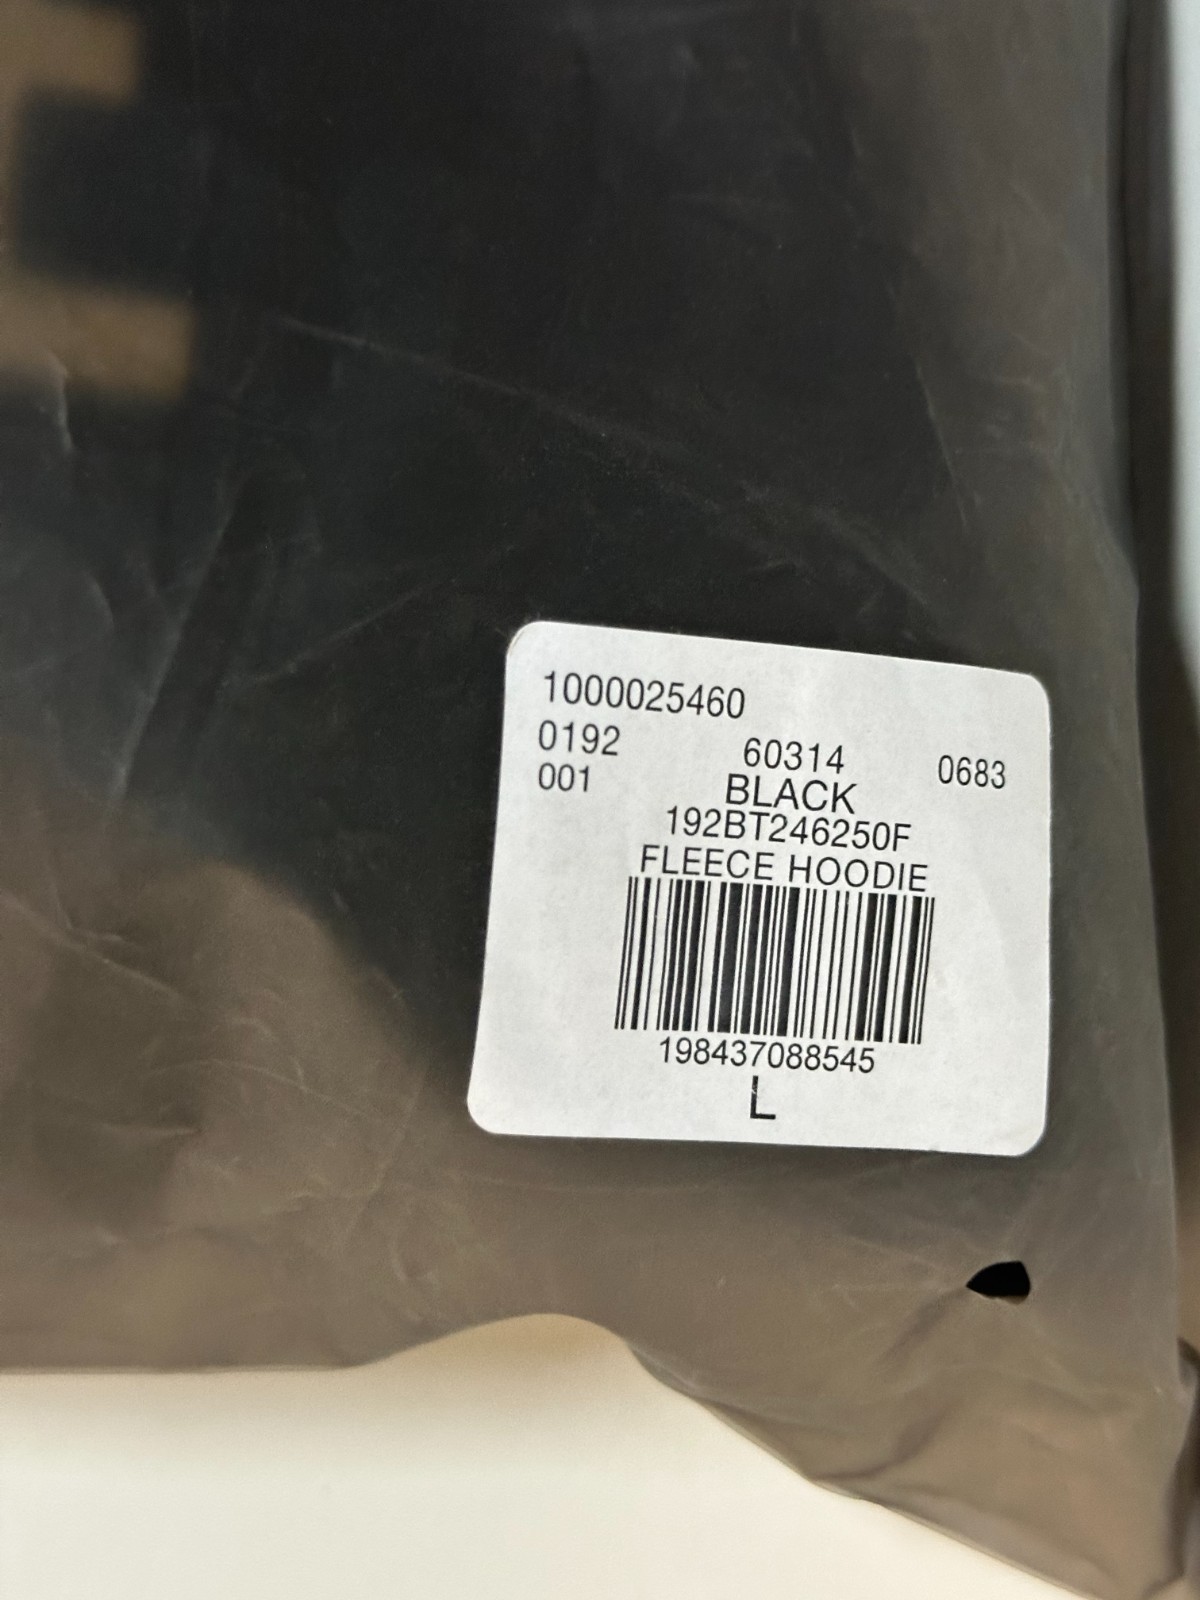 1000025460
0192 60314 0683
001 BLACK
192BT246250F
FLEECE HOODIE
198437088545
L